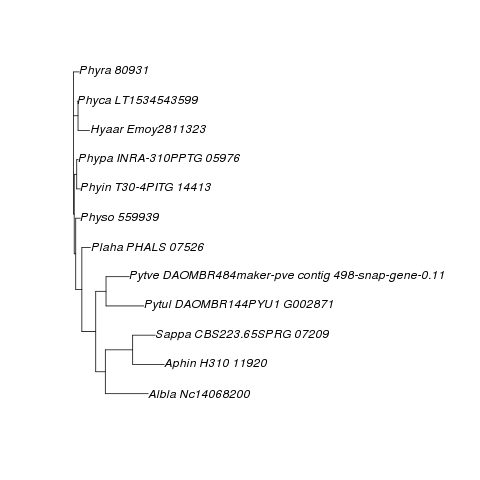 Phyra 80931
Phyca LT1534543599
Hyaar Emoy2811323
Phypa INRA-310PPTG 05976
Phyin T30-4PITG 14413
Physo 559939
Plaha PHALS 07526
Pytve DAOMBR484maker-pve contig 498-snap-gene-0.11
Pytul DAOMBR144PYU1 G002871
Sappa CBS223.65SPRG 07209
Aphin H310 11920
Albla Nc14068200